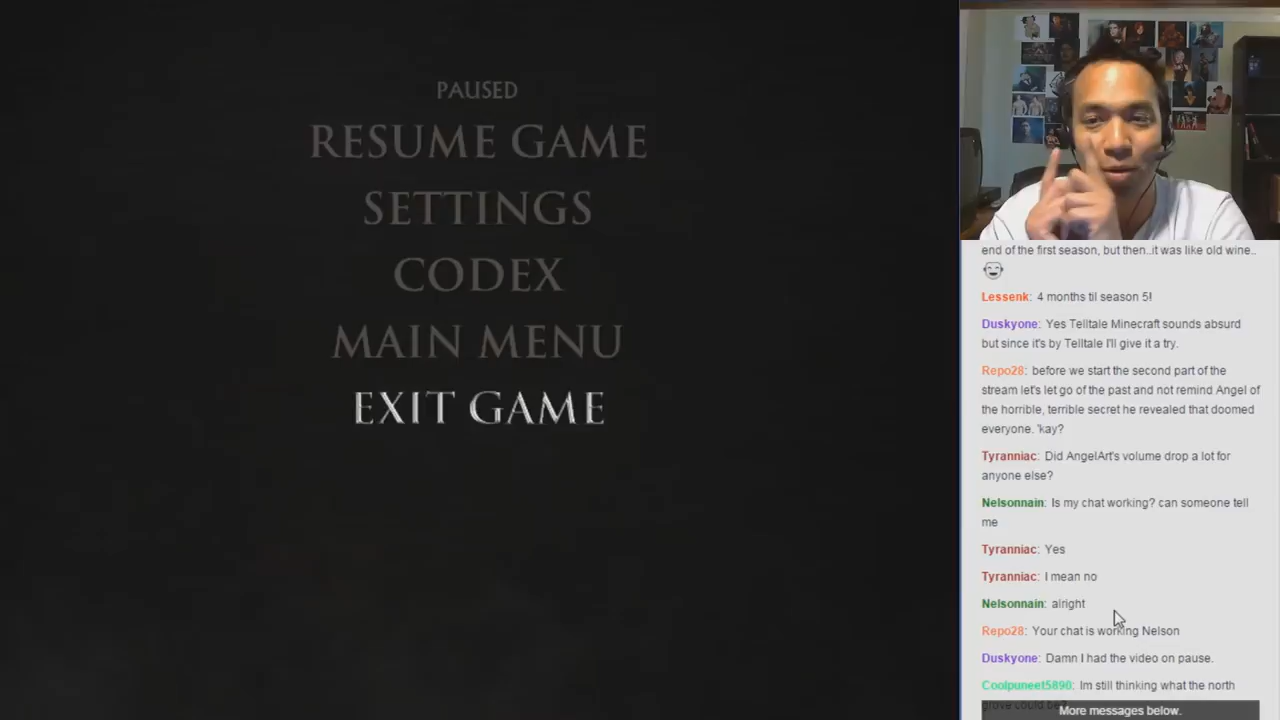 PAUSED
RESUME GAME
SETTINGS
CODEX
MAIN MENU
EXIT GAME
end of the first season, but then..it was like old wine..
Lessenk: 4 months til season 5!
Duskyone: Yes Telltale Minecraft sounds absurd
but since it's by Telltale I'll give it a try.
Repo28: before we start the second part of the
stream let's let go of the past and not remind Angel of
the horrible, terrible secret he revealed that doomed
everyone. 'kay?
Tyranniac: Did AngelArt's volume drop a lot for
anyone else?
Nelsonnain: Is my chat working? can someone tell
me
Tyranniac: Yes
Tyranniac: I mean no
Nelsonnain: alright
Repo28: Your chat is working Nelson
Duskyone: Damn I had the video on pause.
Coolpuneet5890: Im still thinking what the north
grove could be?
More messages below.